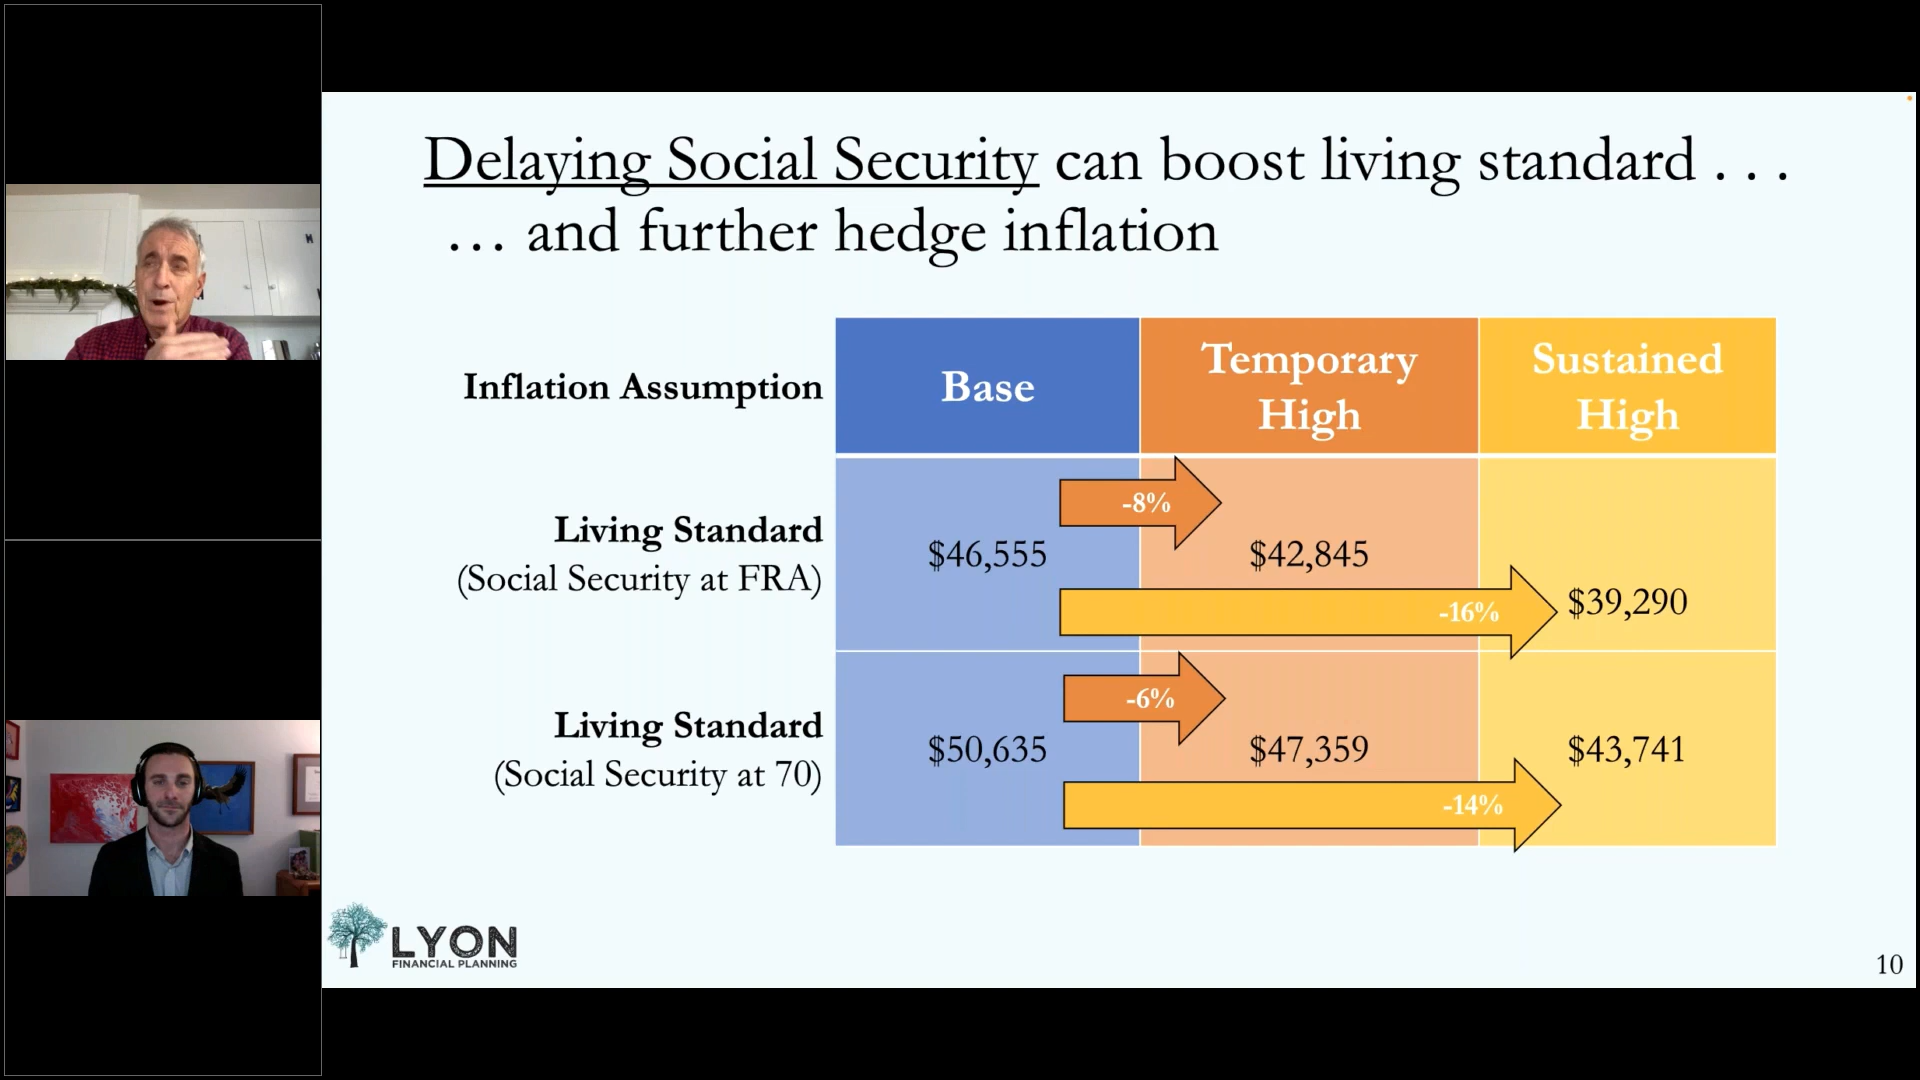 Delaying Social Security can boost living standard . . .
… and further hedge inflation
Inflation Assumption
Base
Temporary
High
Sustained
High
Living Standard
(Social Security at FRA)
$46,555
-8%
$42,845
-16%
$39,290
Living Standard
(Social Security at 70)
$50,635
-6%
$47,359
-14%
$43,741
LYON
FINANCIAL PLANNING
10